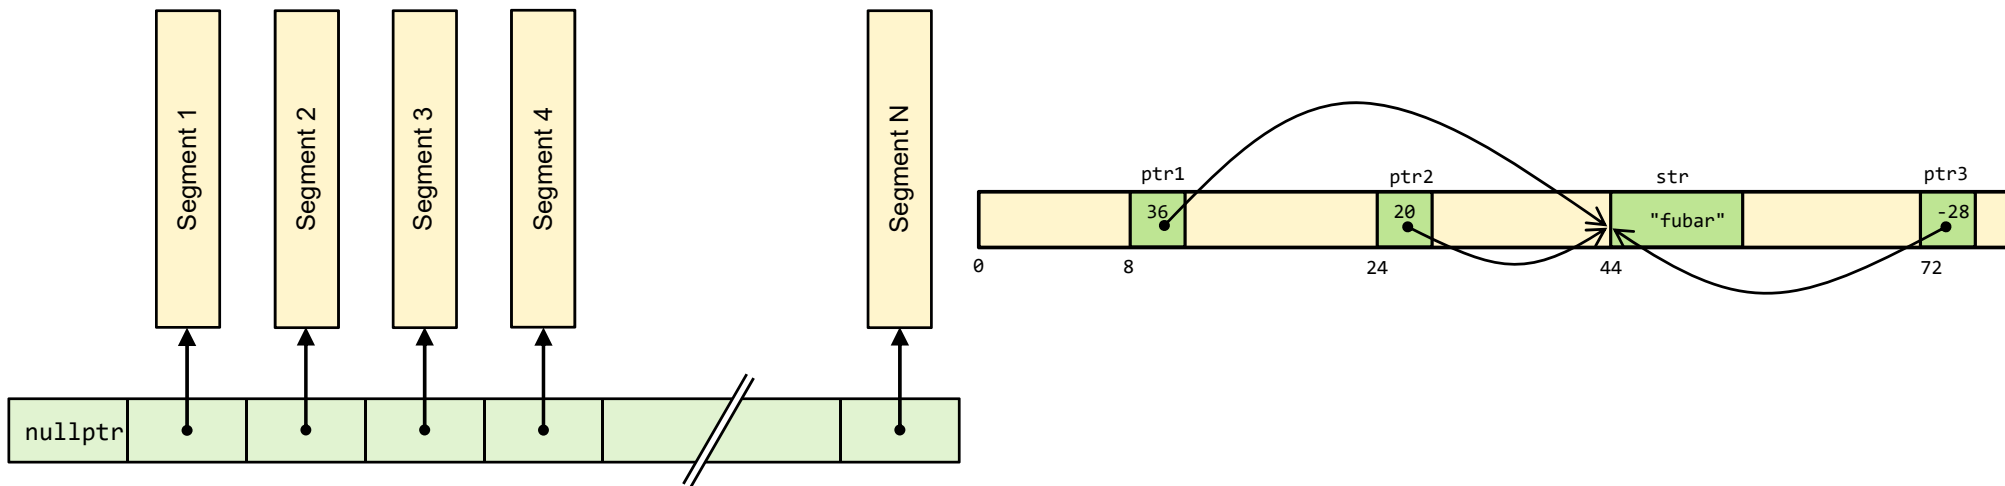 Segment 1
Segment 2
Segment 3
Segment 4
Segment N
nullptr
ptr1
ptr2
str
ptr3
36
20
"fubar"
-28
0
8
24
44
72